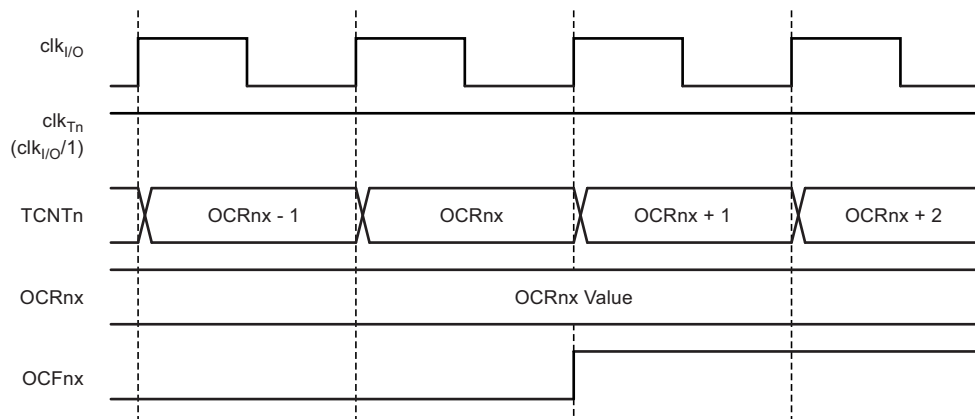 clkI/O
clkTn
(clkI/O/1)
TCNTn OCRnx - 1 OCRnx OCRnx + 1 OCRnx + 2
OCRnx OCRnx Value
OCFnx